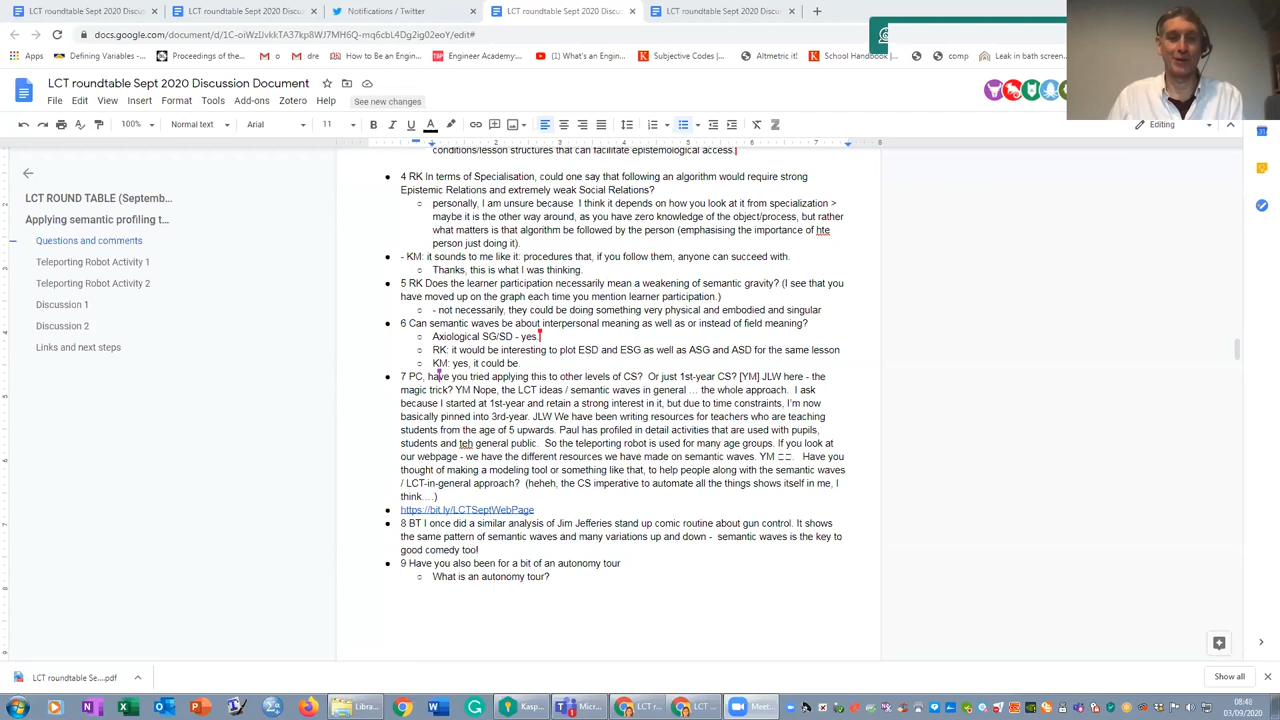 LCT roundtable Sept 2020 Discu
LCT roundtable Sept 2020 Discu
Notifications / Twitter
LCT roundtable Sept 2020 Discu
LCT roundtable Sept 2020 Discu
docs.google.com/document/d/
Apps
Defining Variables -
Proceedings of the
o
dre
Heen to Be an Engin
Engineer Academy:
(1) What's an Engin
Subjective Codes |
Altmetric it!
School Handbook |
comp
Leak in bath screen
LCT roundtable Sept 2020 Discussion Document
File Edit View Insert Format Tools Add-ons Zotero Help See new changes
100% Normal text Arial 11
Editing
1 2 3 4 5 6 7 8
LCT ROUND TABLE (Septemb...
Applying semantic profiling t...
Questions and comments
Teleporting Robot Activity 1
Teleporting Robot Activity 2
Discussion 1
Discussion 2
Links and next steps
conditions/lesson structures that can facilitate epistemological access.
4 RK In terms of Specialisation, could one say that following an algorithm would require strong
Epistemic Relations and extremely weak Social Relations?
personally, I am unsure because I think it depends on how you look at it from specialization >
maybe it is the other way around, as you have zero knowledge of the object/process, but rather
what matters is that algorithm be followed by the person (emphasising the importance of hte
person just doing it).
- KM: it sounds to me like it: procedures that, if you follow them, anyone can succeed with.
Thanks, this is what I was thinking.
5 RK Does the learner participation necessarily mean a weakening of semantic gravity? (I see that you
have moved up on the graph each time you mention learner participation.)
- not necessarily, they could be doing something very physical and embodied and singular
6 Can semantic waves be about interpersonal meaning as well as or instead of field meaning?
Axiological SG/SD - yes.
RK: it would be interesting to plot ESD and ESG as well as ASG and ASD for the same lesson
KM: yes, it could be.
7 PC, have you tried applying this to other levels of CS? Or just 1st-year CS? [YM] JLW here - the
magic trick? YM Nope, the LCT ideas / semantic waves in general … the whole approach. I ask
because I started at 1st-year and retain a strong interest in it, but due to time constraints, I'm now
basically pinned into 3rd-year. JLW We have been writing resources for teachers who are teaching
students from the age of 5 upwards. Paul has profiled in detail activities that are used with pupils,
students and teh general public. So the teleporting robot is used for many age groups. If you look at
our webpage - we have the different resources we have made on semantic waves. YM . Have you
thought of making a modeling tool or something like that, to help people along with the semantic waves
/ LCT-in-general approach? (heheh, the CS imperative to automate all the things shows itself in me, I
think….)
https://bit.ly/LCTSeptWebPage
8 BT I once did a similar analysis of Jim Jefferies stand up comic routine about gun control. It shows
the same pattern of semantic waves and many variations up and down - semantic waves is the key to
good comedy too!
9 Have you also been for a bit of an autonomy tour
What is an autonomy tour?
LCT roundtable Se....pdf
Show all
Libra...
Kasp...
Micr...
LCT r...
LCT ...
Meet...
08:48
03/09/2020